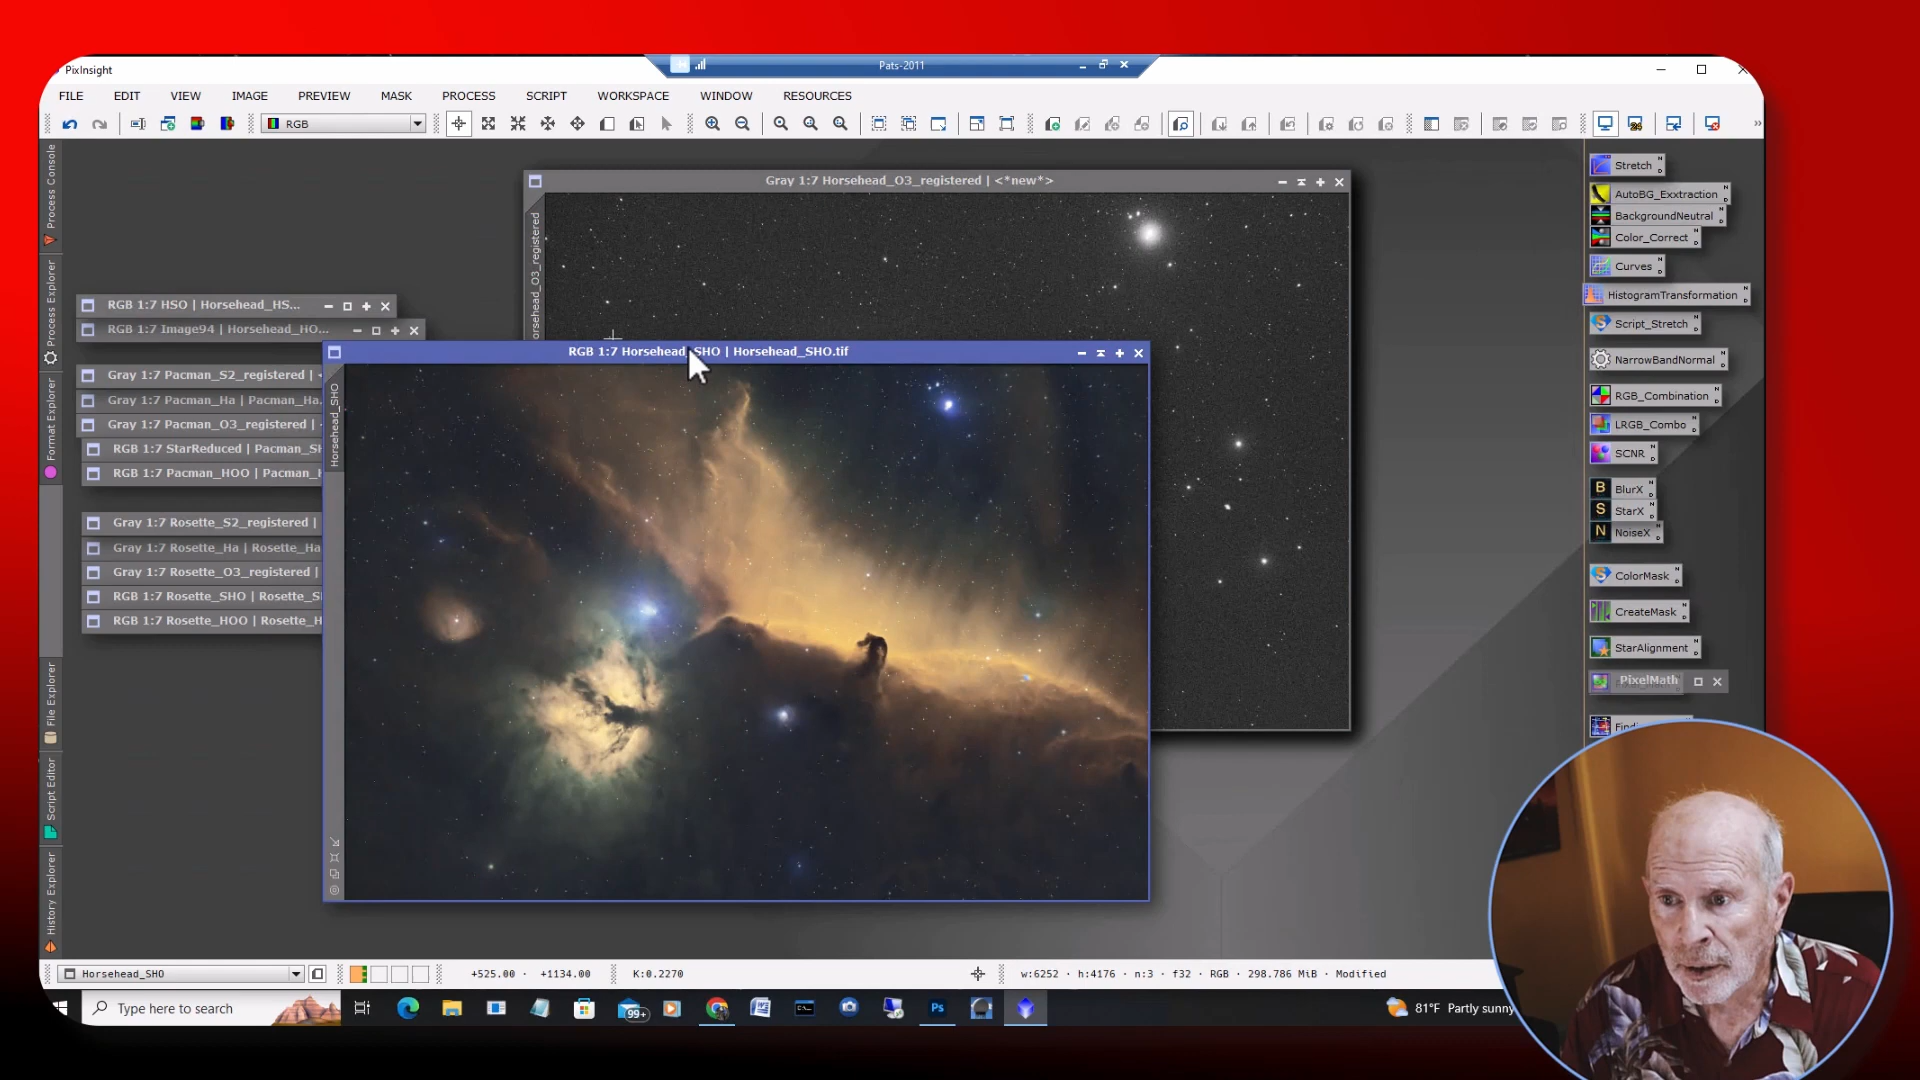 PixInsight
Pats-2011
FILE EDIT VIEW IMAGE PREVIEW MASK PROCESS SCRIPT WORKSPACE WINDOW RESOURCES
RGB
Process Console
Process Explorer
Format Explorer
File Explorer
Script Editor
History Explorer
Gray 1:7 Horsehead_O3_registered | <*new*>
Horsehead_O3_registered
RGB 1:7 HSO | Horsehead_HS...
RGB 1:7 Image94 | Horsehead_HO...
RGB 1:7 Horsehead_SHO | Horsehead_SHO.tif
Horsehead_SHO
Gray 1:7 Pacman_S2_registered |
Gray 1:7 Pacman_Ha | Pacman_Ha.
Gray 1:7 Pacman_O3_registered |
RGB 1:7 StarReduced | Pacman_SH
RGB 1:7 Pacman_HOO | Pacman_H
Gray 1:7 Rosette_S2_registered |
Gray 1:7 Rosette_Ha | Rosette_Ha
Gray 1:7 Rosette_O3_registered |
RGB 1:7 Rosette_SHO | Rosette_S
RGB 1:7 Rosette_HOO | Rosette_H
Stretch
AutoBG_Exxtraction
BackgroundNeutral
Color_Correct
Curves
HistogramTransformation
Script_Stretch
NarrowBandNormal
RGB_Combination
LRGB_Combo
SCNR
BlurX
StarX
NoiseX
ColorMask
CreateMask
StarAlignment
PixelMath
Horsehead_SHO
+525.00 · +1134.00 K:0.2270 w:6252 · h:4176 · n:3 · f32 · RGB · 298.786 MiB · Modified
Type here to search
99+
Ps
81°F Partly sunny